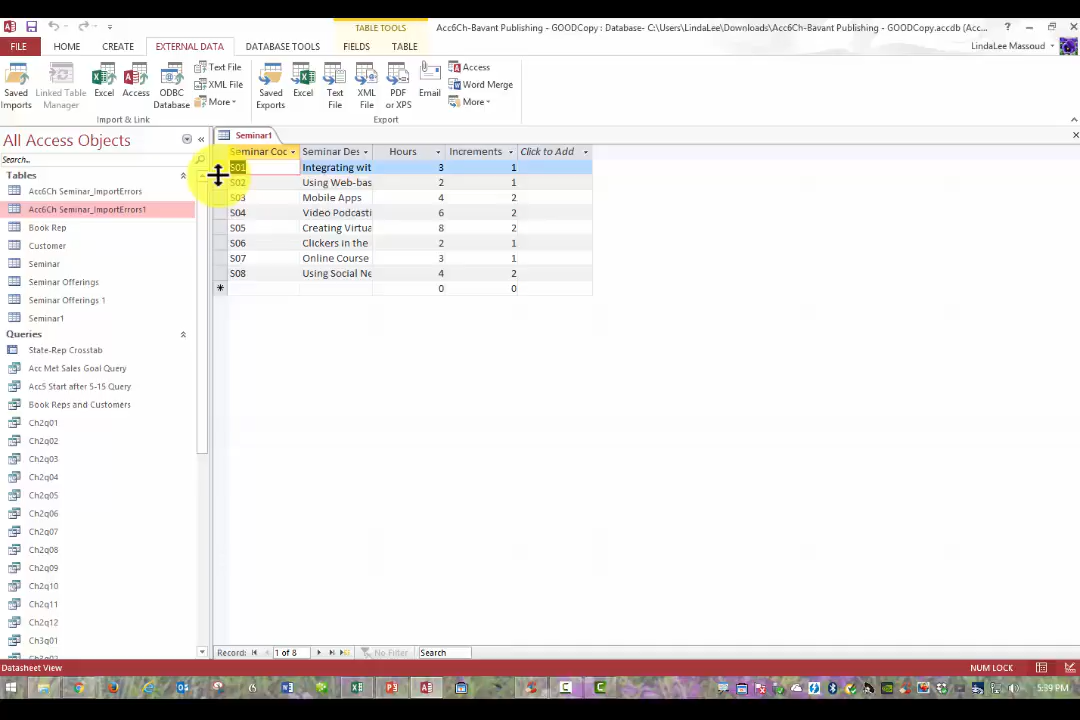 TABLE TOOLS
Acc6Ch-Bavant Publishing - GOODCopy : Database- C:\Users\LindaLee\Downloads\Acc6Ch-Bavant Publishing - GOODCopy.accdb (Acc...
FILE HOME CREATE EXTERNAL DATA DATABASE TOOLS FIELDS TABLE
LindaLee Massoud
Saved Imports
Linked Table Manager
Excel
Access
ODBC Database
Text File
XML File
More
Saved Exports
Excel
Text File
XML File
PDF or XPS
Email
Access
Word Merge
More
Import & Link
Export
All Access Objects
Search...
Tables
Acc6Ch Seminar_ImportErrors
Acc6Ch Seminar_ImportErrors1
Book Rep
Customer
Seminar
Seminar Offerings
Seminar Offerings 1
Seminar1
Queries
State-Rep Crosstab
Acc Met Sales Goal Query
Acc5 Start after 5-15 Query
Book Reps and Customers
Ch2q01
Ch2q02
Ch2q03
Ch2q04
Ch2q05
Ch2q06
Ch2q07
Ch2q08
Ch2q09
Ch2q10
Ch2q11
Ch2q12
Ch3q01
Seminar1
Seminar Coc Seminar Des Hours Increments Click to Add
S01 Integrating wit 3 1
S02 Using Web-bas 2 1
S03 Mobile Apps 4 2
S04 Video Podcasti 6 2
S05 Creating Virtua 8 2
S06 Clickers in the 2 1
S07 Online Course 3 1
S08 Using Social Ne 4 2
* 0 0
Record: 1 of 8 No Filter Search
Datasheet View
NUM LOCK
5:39 PM